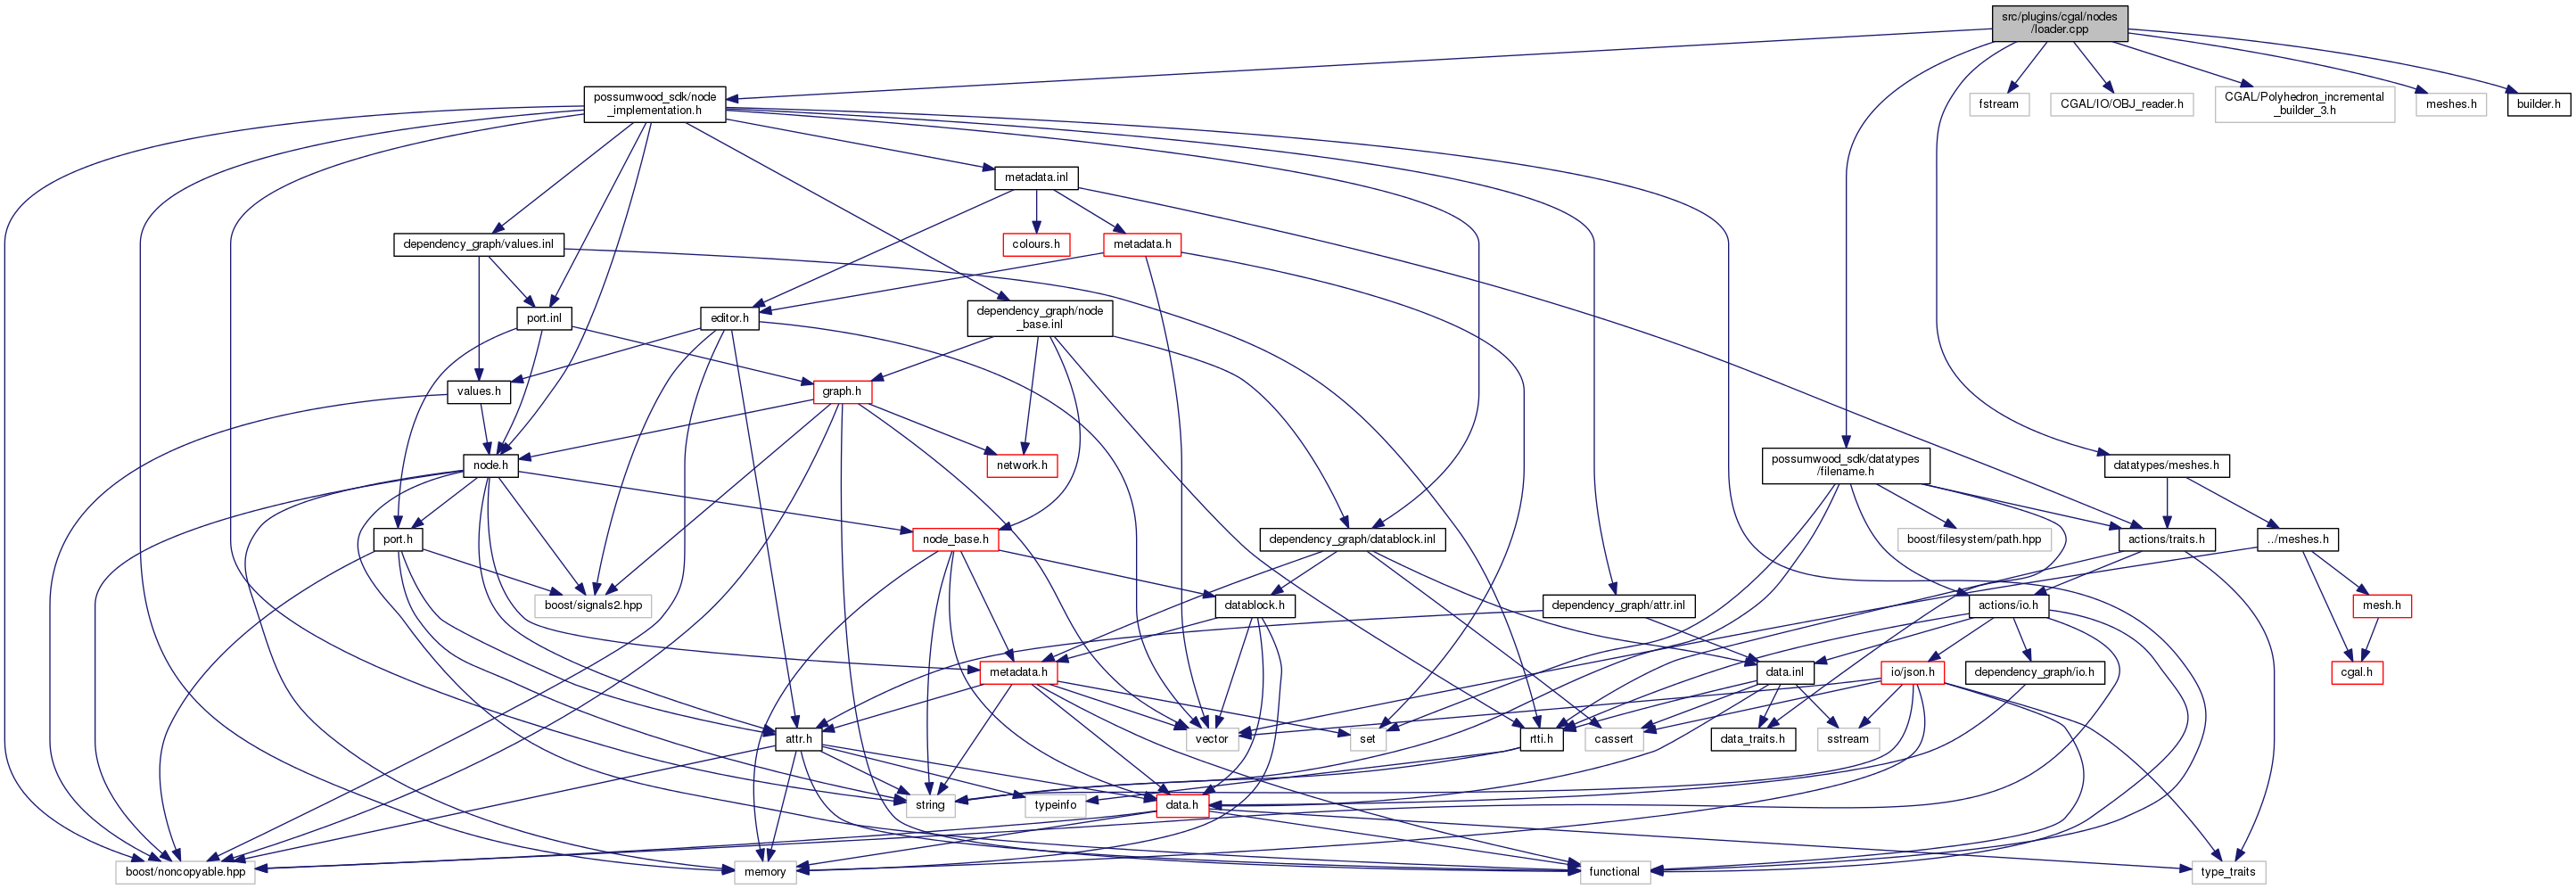 src/plugins/cgal/nodes
/loader.cpp
possumwood_sdk/node
_implementation.h
fstream
CGAL/IO/OBJ_reader.h
CGAL/Polyhedron_incremental
_builder_3.h
meshes.h
builder.h
metadata.inl
dependency_graph/values.inl
colours.h
metadata.h
port.inl
editor.h
dependency_graph/node
_base.inl
values.h
graph.h
node.h
network.h
possumwood_sdk/datatypes
/filename.h
datatypes/meshes.h
port.h
node_base.h
dependency_graph/datablock.inl
boost/filesystem/path.hpp
actions/traits.h
../meshes.h
boost/signals2.hpp
datablock.h
dependency_graph/attr.inl
actions/io.h
mesh.h
metadata.h
data.inl
io/json.h
dependency_graph/io.h
cgal.h
attr.h
vector
set
rtti.h
cassert
data_traits.h
sstream
string
typeinfo
data.h
boost/noncopyable.hpp
memory
functional
type_traits